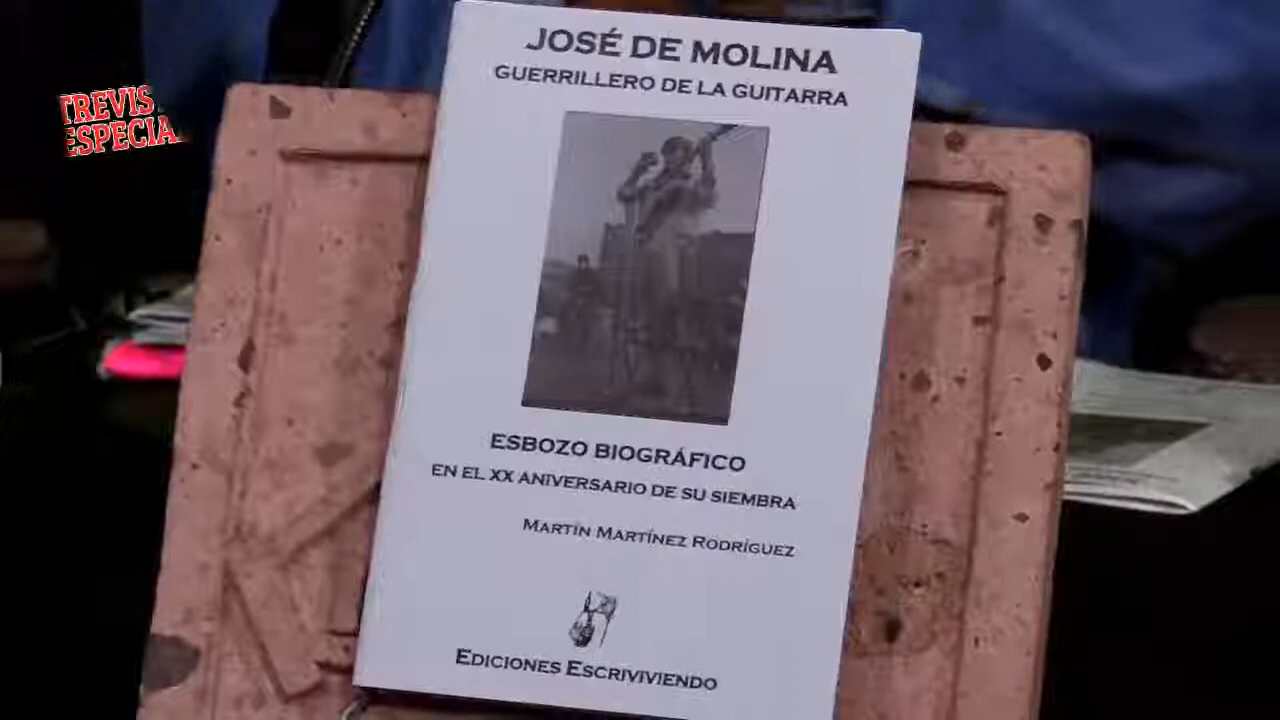 TREVIS
ESPECIA
JOSÉ DE MOLINA
GUERRILLERO DE LA GUITARRA
ESBOZO BIOGRÁFICO
EN EL XX ANIVERSARIO DE SU SIEMBRA
MARTÍN MARTÍNEZ RODRÍGUEZ
EDICIONES ESCRIVIVIENDO